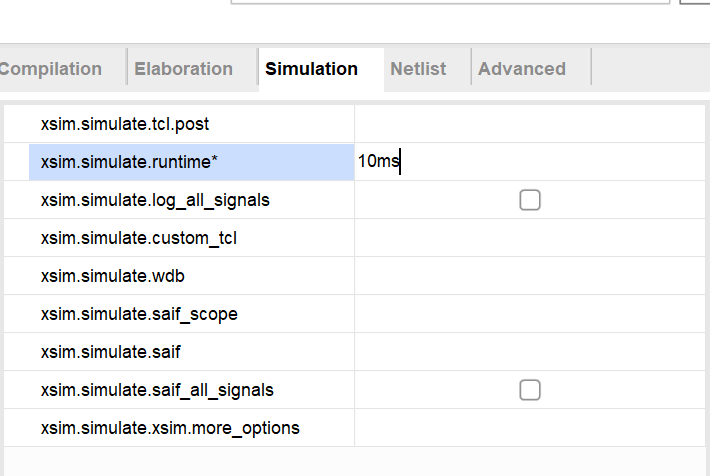 Compilation Elaboration Simulation Netlist Advanced
xsim.simulate.tcl.post
xsim.simulate.runtime* 10ms
xsim.simulate.log_all_signals
xsim.simulate.custom_tcl
xsim.simulate.wdb
xsim.simulate.saif_scope
xsim.simulate.saif
xsim.simulate.saif_all_signals
xsim.simulate.xsim.more_options